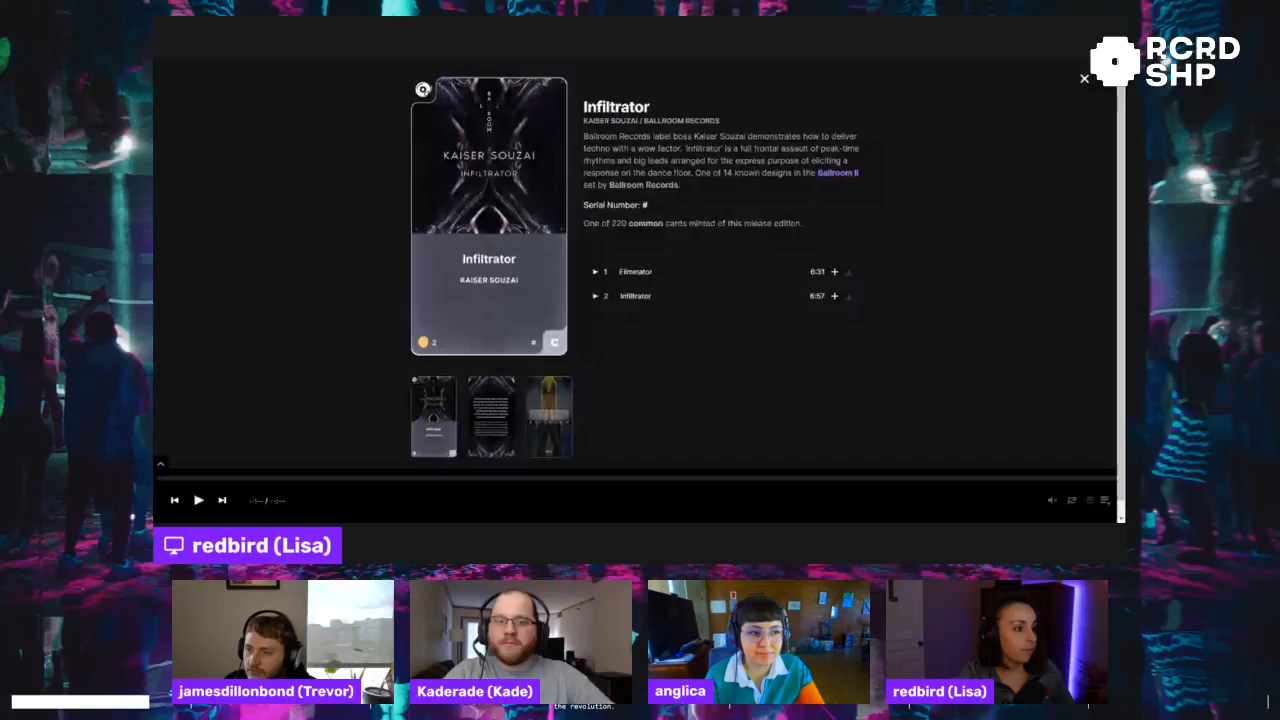 RCRD
SHP
BALLROOM
KAISER SOUZAI
INFILTRATOR
Infiltrator
KAISER SOUZAI
2
#
C
Infiltrator
KAISER SOUZAI / BALLROOM RECORDS
Ballroom Records label boss Kaiser Souzai demonstrates how to deliver
techno with a wow factor. 'Infiltrator' is a full frontal assault of peak-time
rhythms and big leads arranged for the express purpose of eliciting a
response on the dance floor. One of 14 known designs in the Ballroom II
set by Ballroom Records.
Serial Number: #
One of 220 common cards minted of this release edition.
1 Eliminator 6:31 +
2 Infiltrator 6:57 +
--:-- / --:--
redbird (Lisa)
jamesdillonbond (Trevor)
Kaderade (Kade)
anglica
redbird (Lisa)
the revolution.